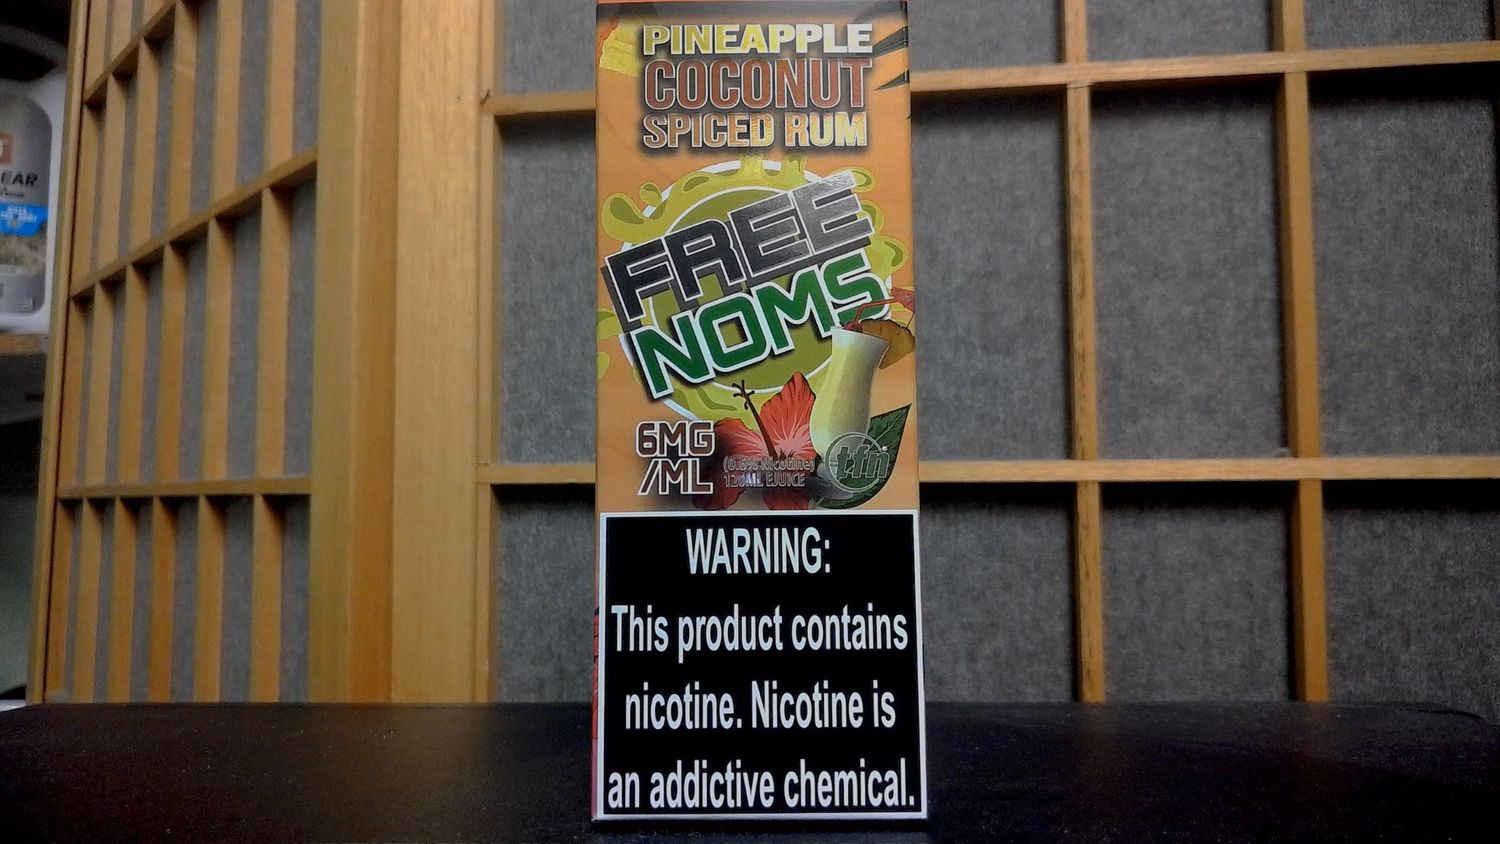 PINEAPPLE
COCONUT
SPICED RUM
FREE
NOMS
6MG
/ML
(0.6% Nicotine)
120ML EJUICE
tfn
WARNING:
This product contains
nicotine. Nicotine is
an addictive chemical.
EAR